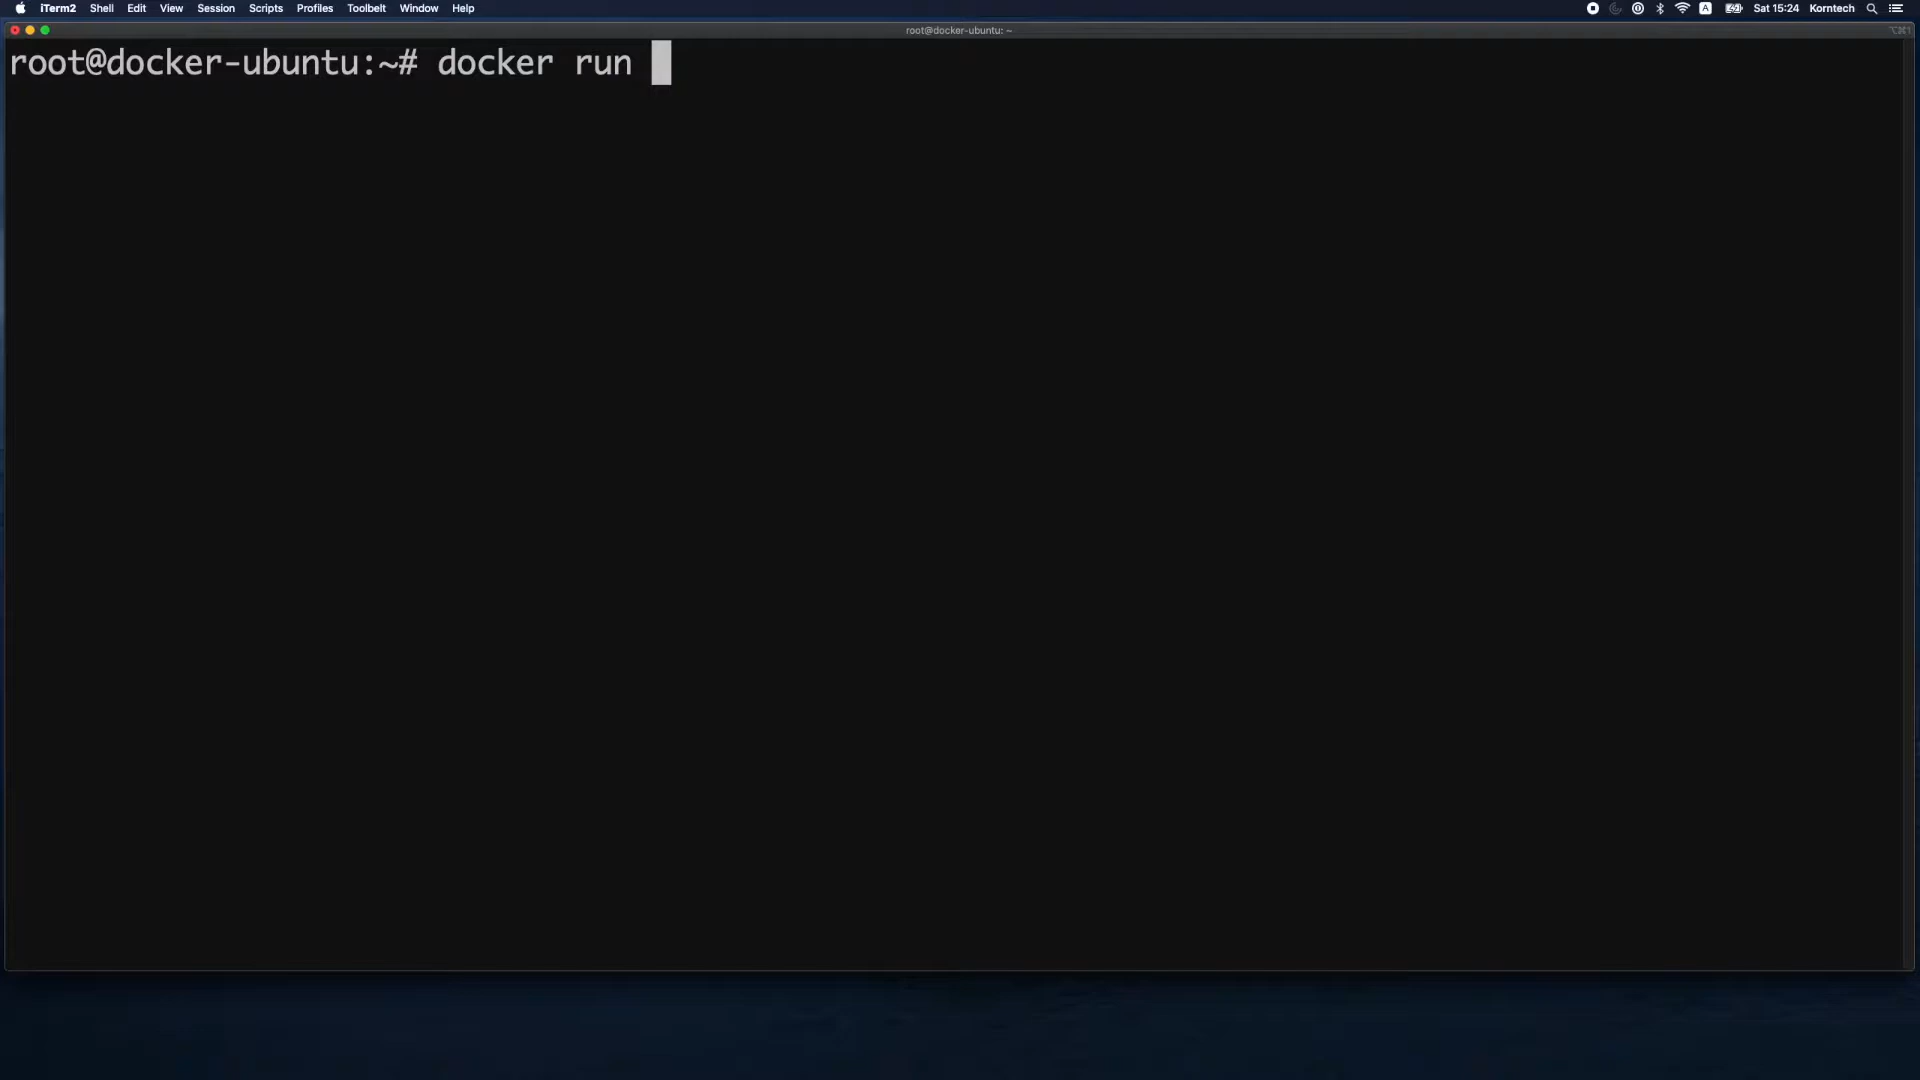 iTerm2 Shell Edit View Session Scripts Profiles Toolbelt Window Help
A Sat 15:24 Korntech
root@docker-ubuntu: ~
root@docker-ubuntu:~# docker run